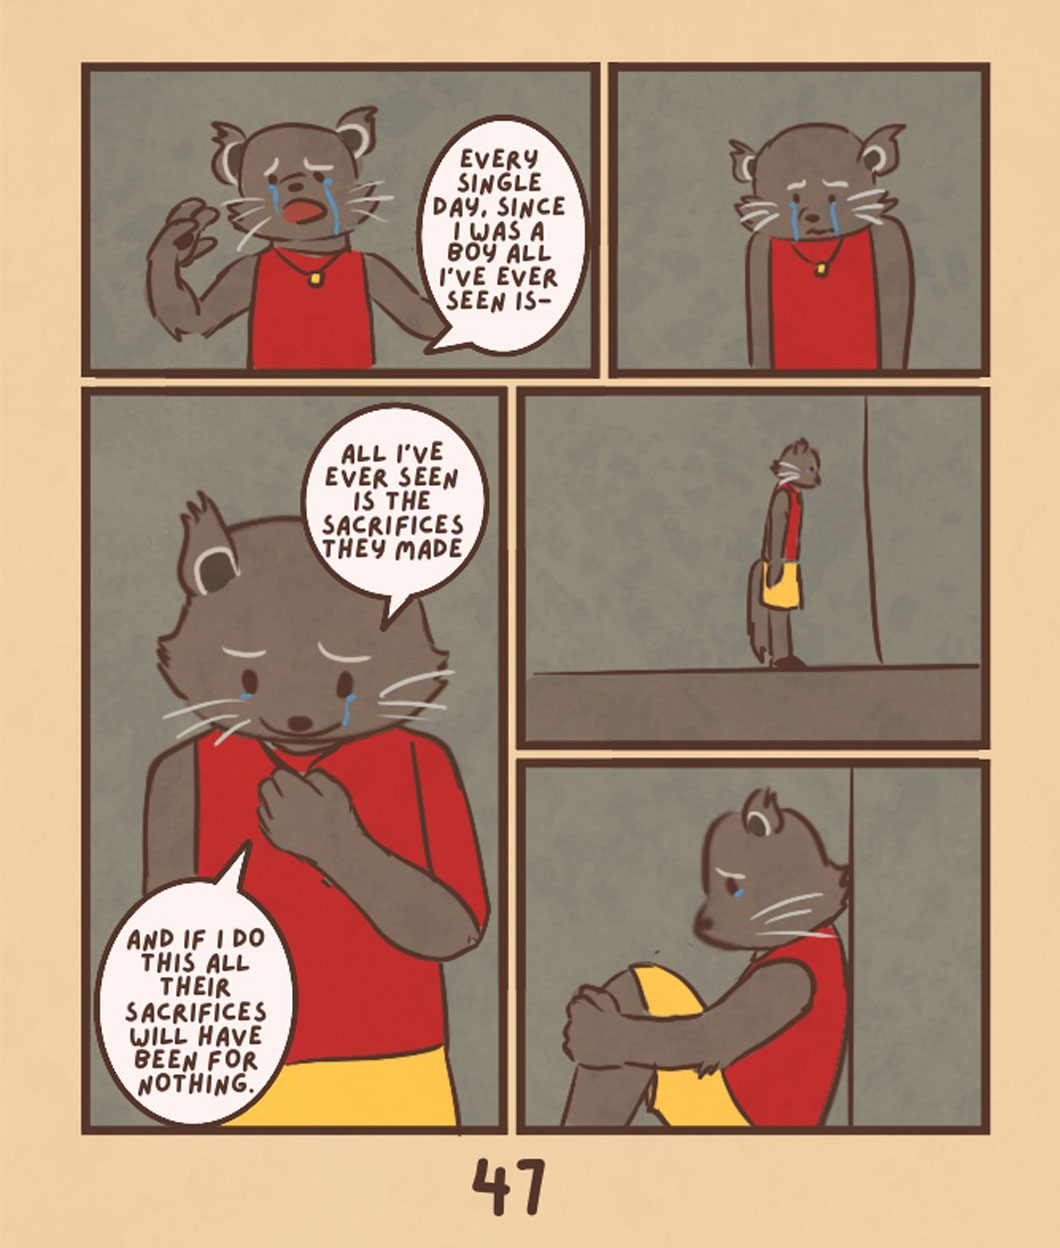 EVERY
SINGLE
DAY, SINCE
I WAS A
BOY ALL
I'VE EVER
SEEN IS-
ALL I'VE
EVER SEEN
IS THE
SACRIFICES
THEY MADE
AND IF I DO
THIS ALL
THEIR
SACRIFICES
WILL HAVE
BEEN FOR
NOTHING.
47